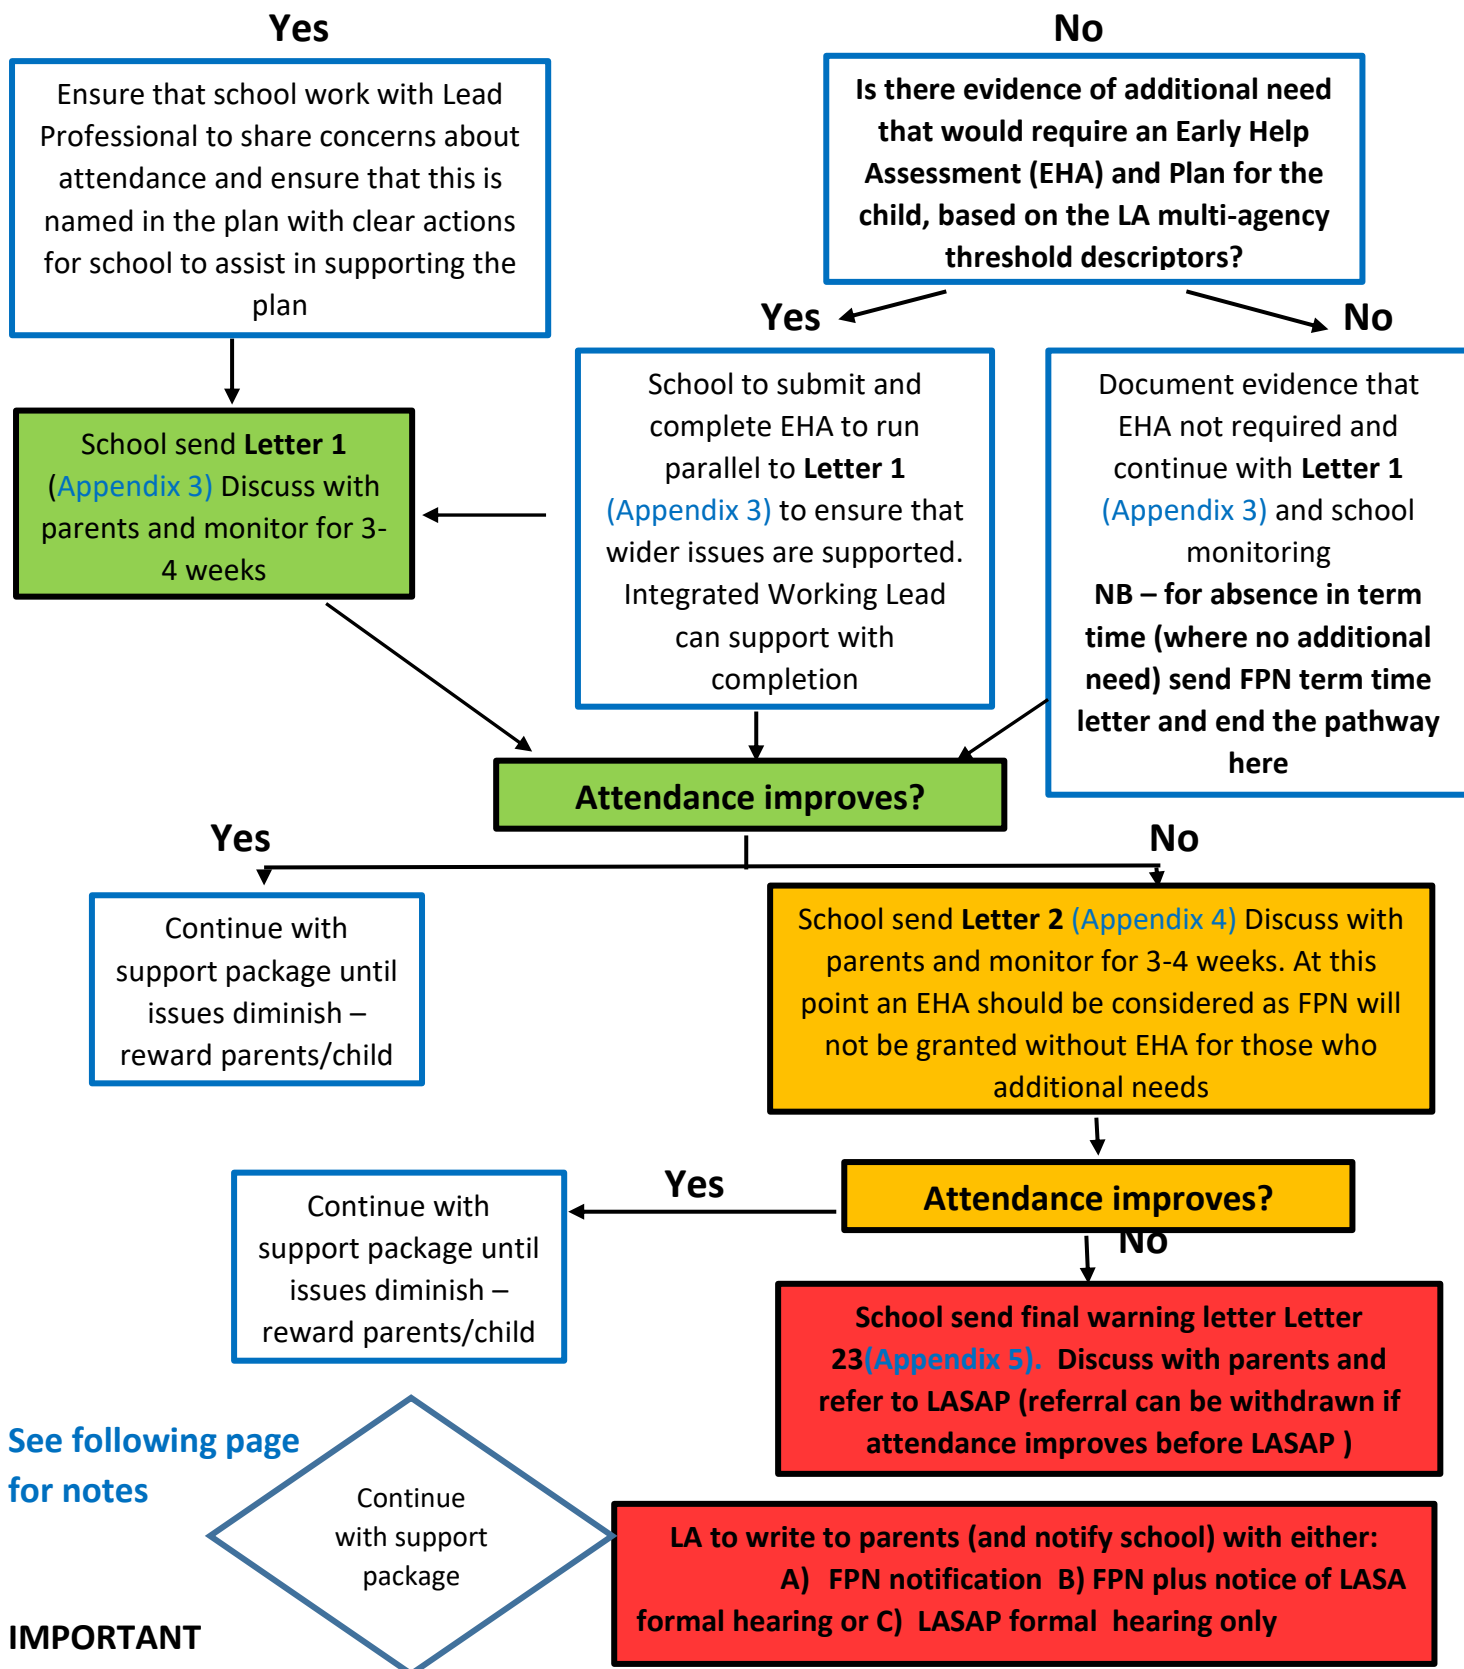 Yes
No
Ensure that school work with Lead
Professional to share concerns about
attendance and ensure that this is
named in the plan with clear actions
for school to assist in supporting the
plan
Is there evidence of additional need
that would require an Early Help
Assessment (EHA) and Plan for the
child, based on the LA multi-agency
threshold descriptors?
Yes
No
School send Letter 1
(Appendix 3) Discuss with
parents and monitor for 3-
4 weeks
School to submit and
complete EHA to run
parallel to Letter 1
(Appendix 3) to ensure that
wider issues are supported.
Integrated Working Lead
can support with
completion
Document evidence that
EHA not required and
continue with Letter 1
(Appendix 3) and school
monitoring
NB – for absence in term
time (where no additional
need) send FPN term time
letter and end the pathway
here
Attendance improves?
Yes
No
Continue with
support package until
issues diminish –
reward parents/child
School send Letter 2 (Appendix 4) Discuss with
parents and monitor for 3-4 weeks. At this
point an EHA should be considered as FPN will
not be granted without EHA for those who
additional needs
Yes
Attendance improves?
No
Continue with
support package until
issues diminish –
reward parents/child
School send final warning letter Letter
23(Appendix 5). Discuss with parents and
refer to LASAP (referral can be withdrawn if
attendance improves before LASAP )
See following page
for notes
Continue
with support
package
LA to write to parents (and notify school) with either:
A) FPN notification B) FPN plus notice of LASA
formal hearing or C) LASAP formal hearing only
IMPORTANT